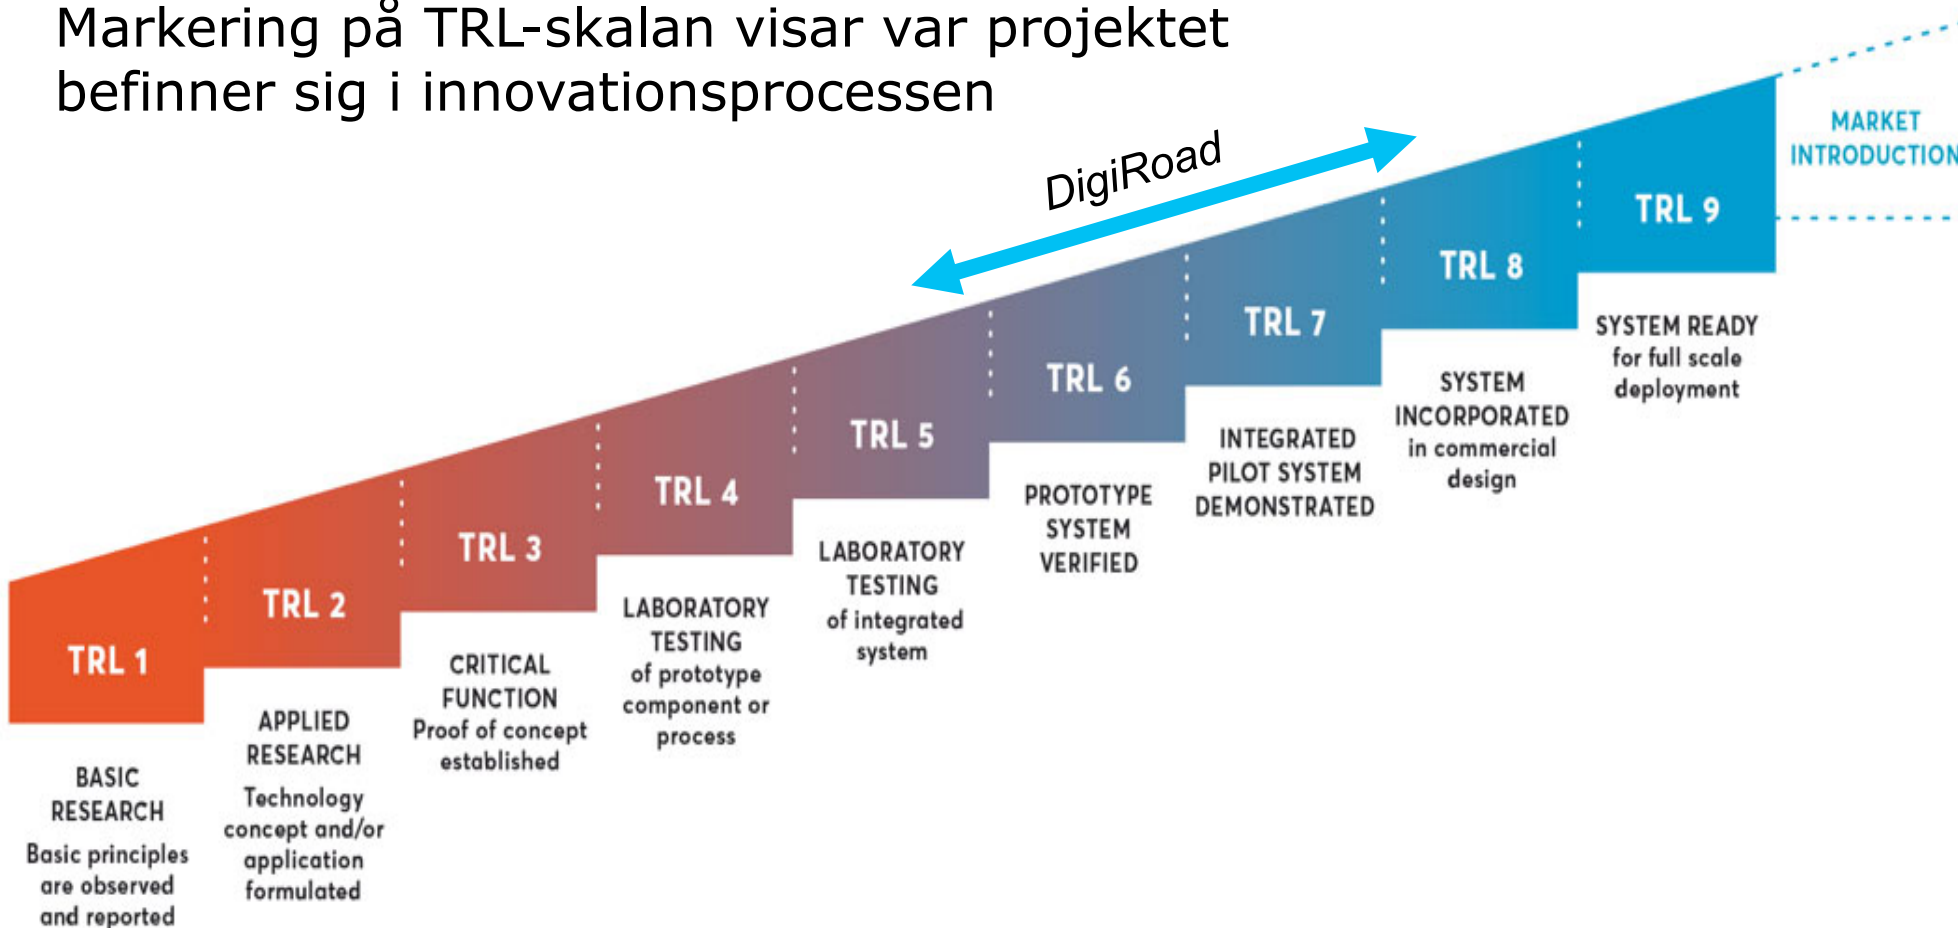 Markering på TRL-skalan visar var projektet
befinner sig i innovationsprocessen
DigiRoad
MARKET
INTRODUCTION
TRL 1
BASIC
RESEARCH
Basic principles
are observed
and reported
TRL 2
APPLIED
RESEARCH
Technology
concept and/or
application
formulated
TRL 3
CRITICAL
FUNCTION
Proof of concept
established
TRL 4
LABORATORY
TESTING
of prototype
component or
process
TRL 5
LABORATORY
TESTING
of integrated
system
TRL 6
PROTOTYPE
SYSTEM
VERIFIED
TRL 7
INTEGRATED
PILOT SYSTEM
DEMONSTRATED
TRL 8
SYSTEM
INCORPORATED
in commercial
design
TRL 9
SYSTEM READY
for full scale
deployment